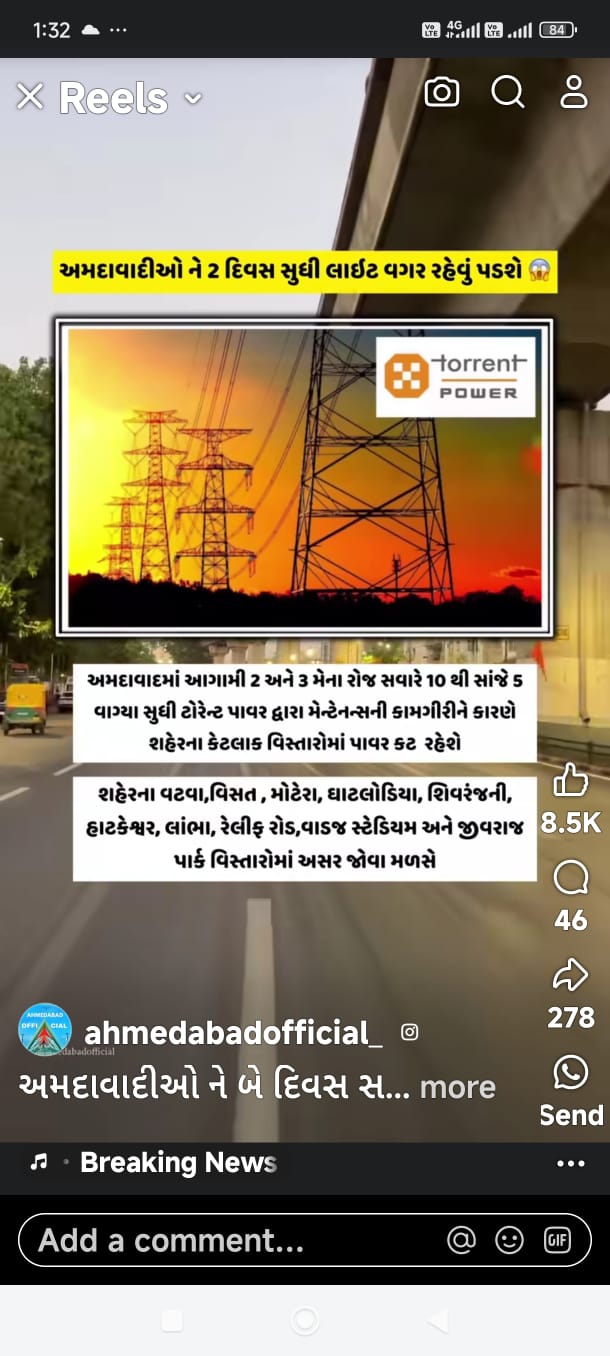 1:32
Vo LTE 4G Vo LTE 84
Reels
અમદાવાદીઓ ને 2 દિવસ સુધી લાઇટ વગર રહેવું પડશે 😱
torrent
POWER
અમદાવાદમાં આગામી 2 અને 3 મેના રોજ સવારે 10 થી સાંજે 5
વાગ્યા સુધી ટોરેન્ટ પાવર દ્વારા મેન્ટેનન્સની કામગીરીને કારણે
શહેરના કેટલાક વિસ્તારોમાં પાવર કટ રહેશે
શહેરના વટવા,વિસત , મોટેરા, ઘાટલોડિયા, શિવરંજની,
હાટકેશ્વર, લાંભા, રેલીફ રોડ,વાડજ સ્ટેડિયમ અને જીવરાજ
પાર્ક વિસ્તારોમાં અસર જોવા મળસે
8.5K
46
278
Send
AHMEDABAD
OFFICIAL
ahmedabadofficial_
dabadofficial
અમદાવાદીઓ ને બે દિવસ સ... more
Breaking News
Add a comment...
GIF